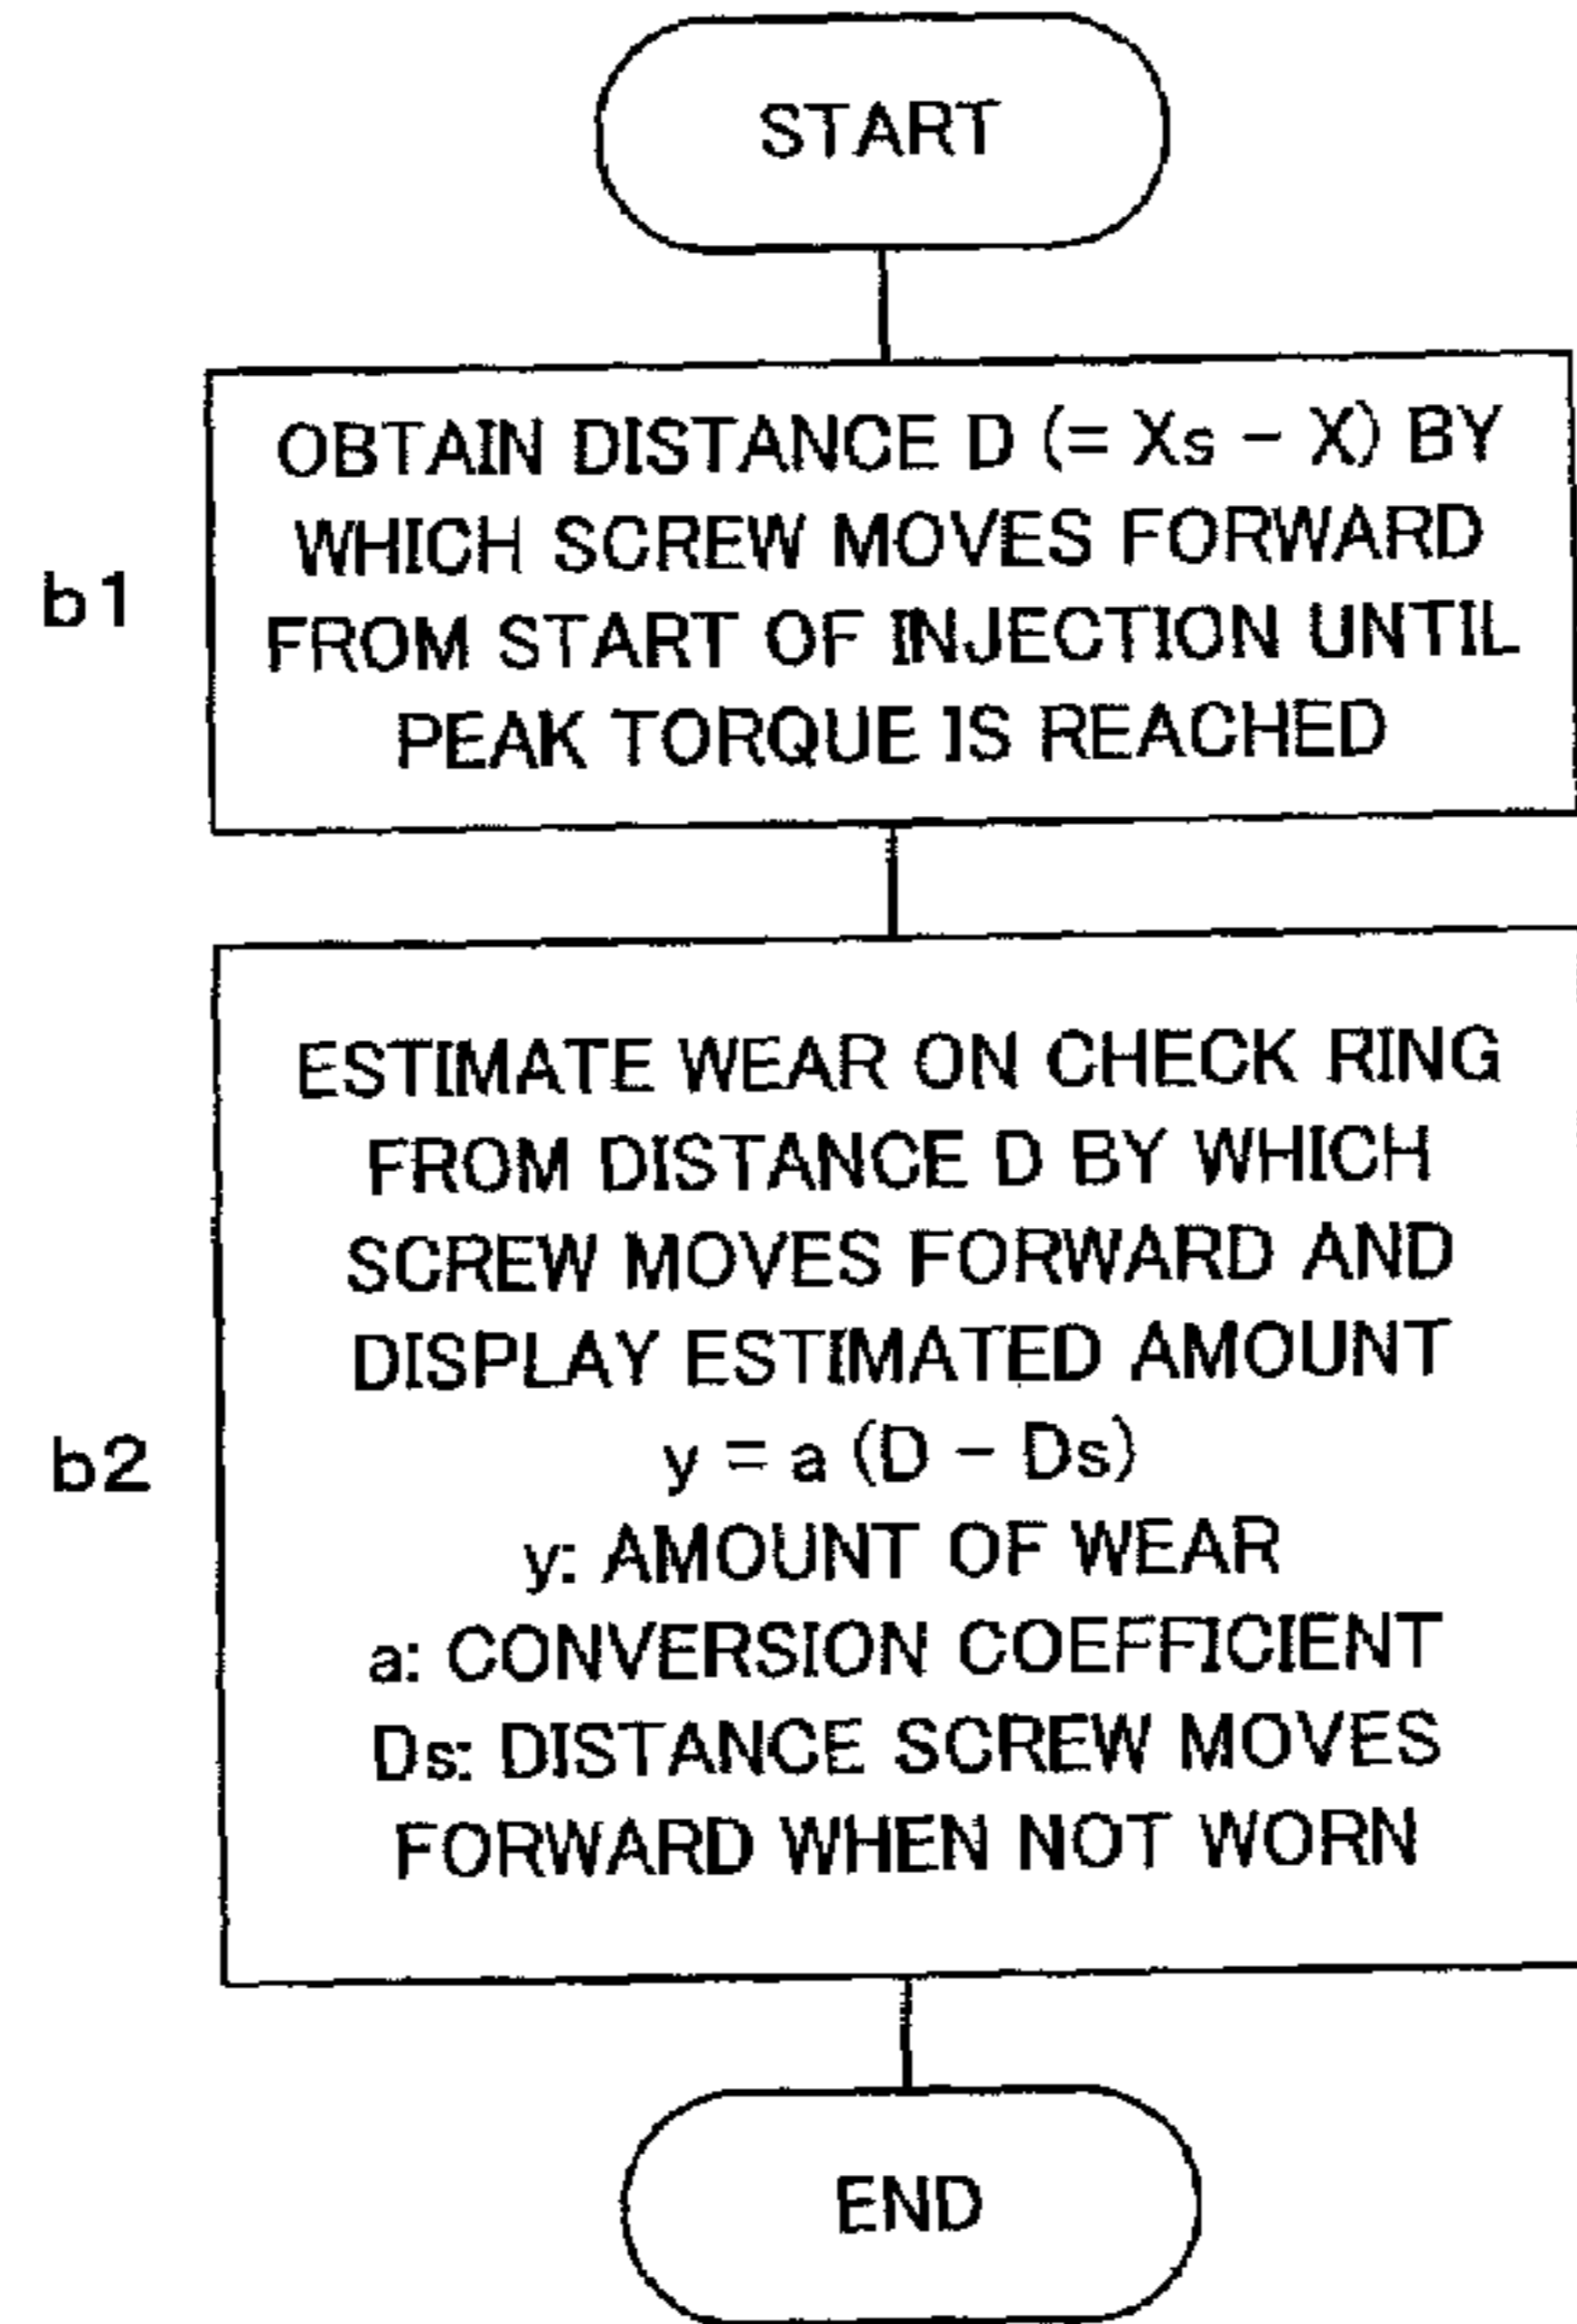 START
b1
OBTAIN DISTANCE D (= Xs − X) BY
WHICH SCREW MOVES FORWARD
FROM START OF INJECTION UNTIL
PEAK TORQUE IS REACHED
b2
ESTIMATE WEAR ON CHECK RING
FROM DISTANCE D BY WHICH
SCREW MOVES FORWARD AND
DISPLAY ESTIMATED AMOUNT
y = a (D − Ds)
y: AMOUNT OF WEAR
a: CONVERSION COEFFICIENT
Ds: DISTANCE SCREW MOVES
FORWARD WHEN NOT WORN
END